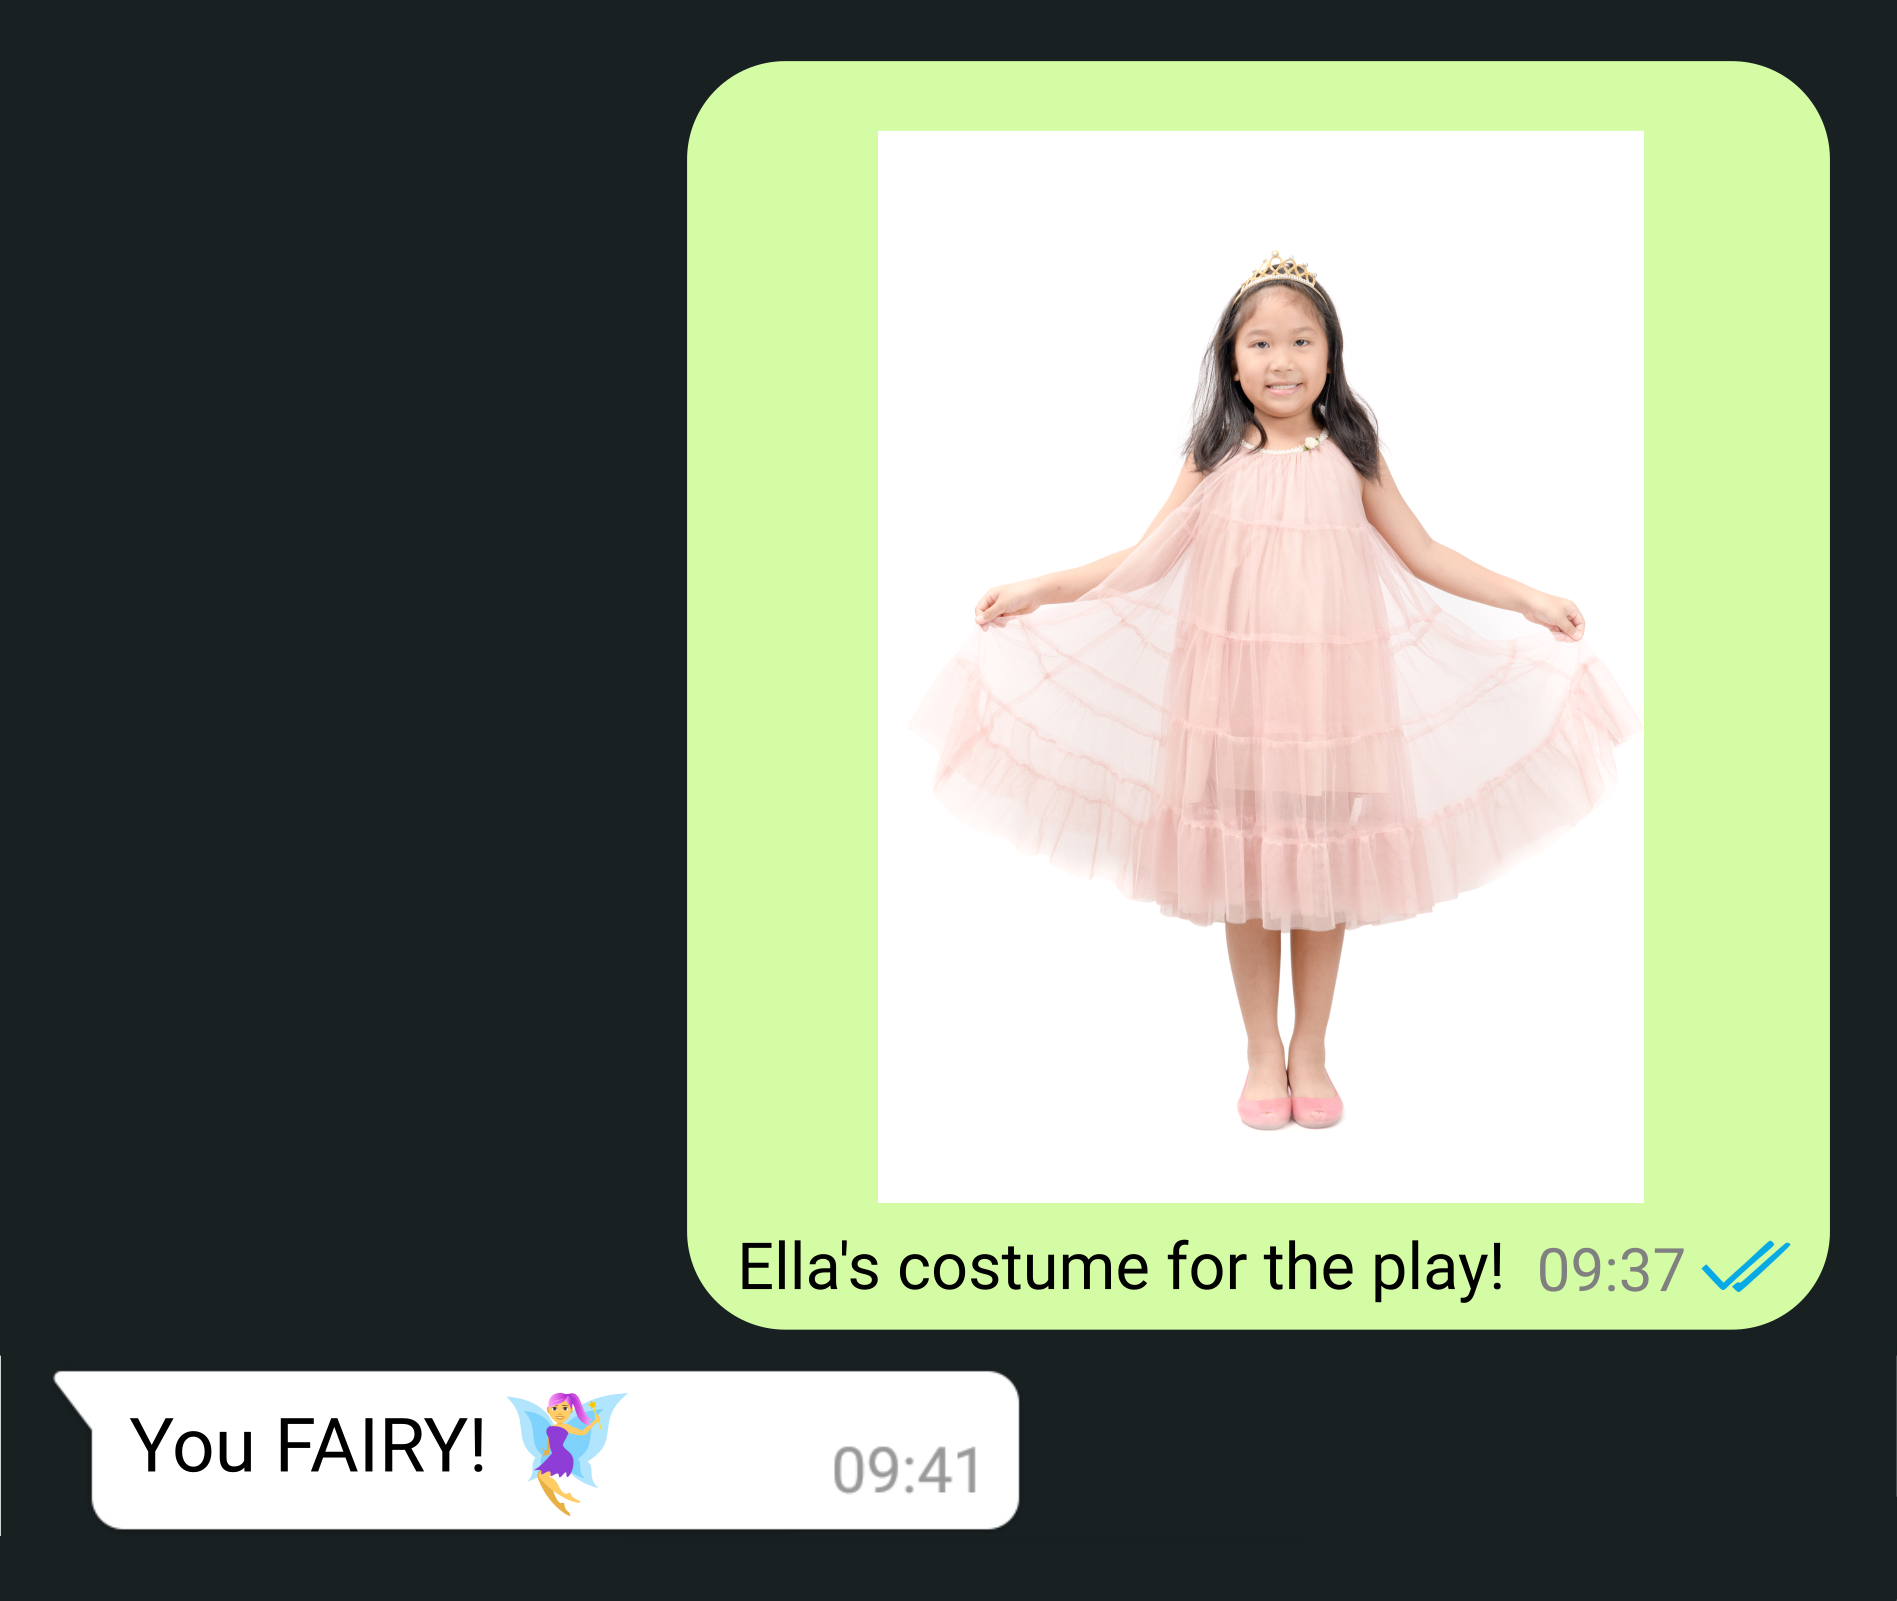 Ella's costume for the play! 09:37
You FAIRY! 🧚‍♀️ 09:41